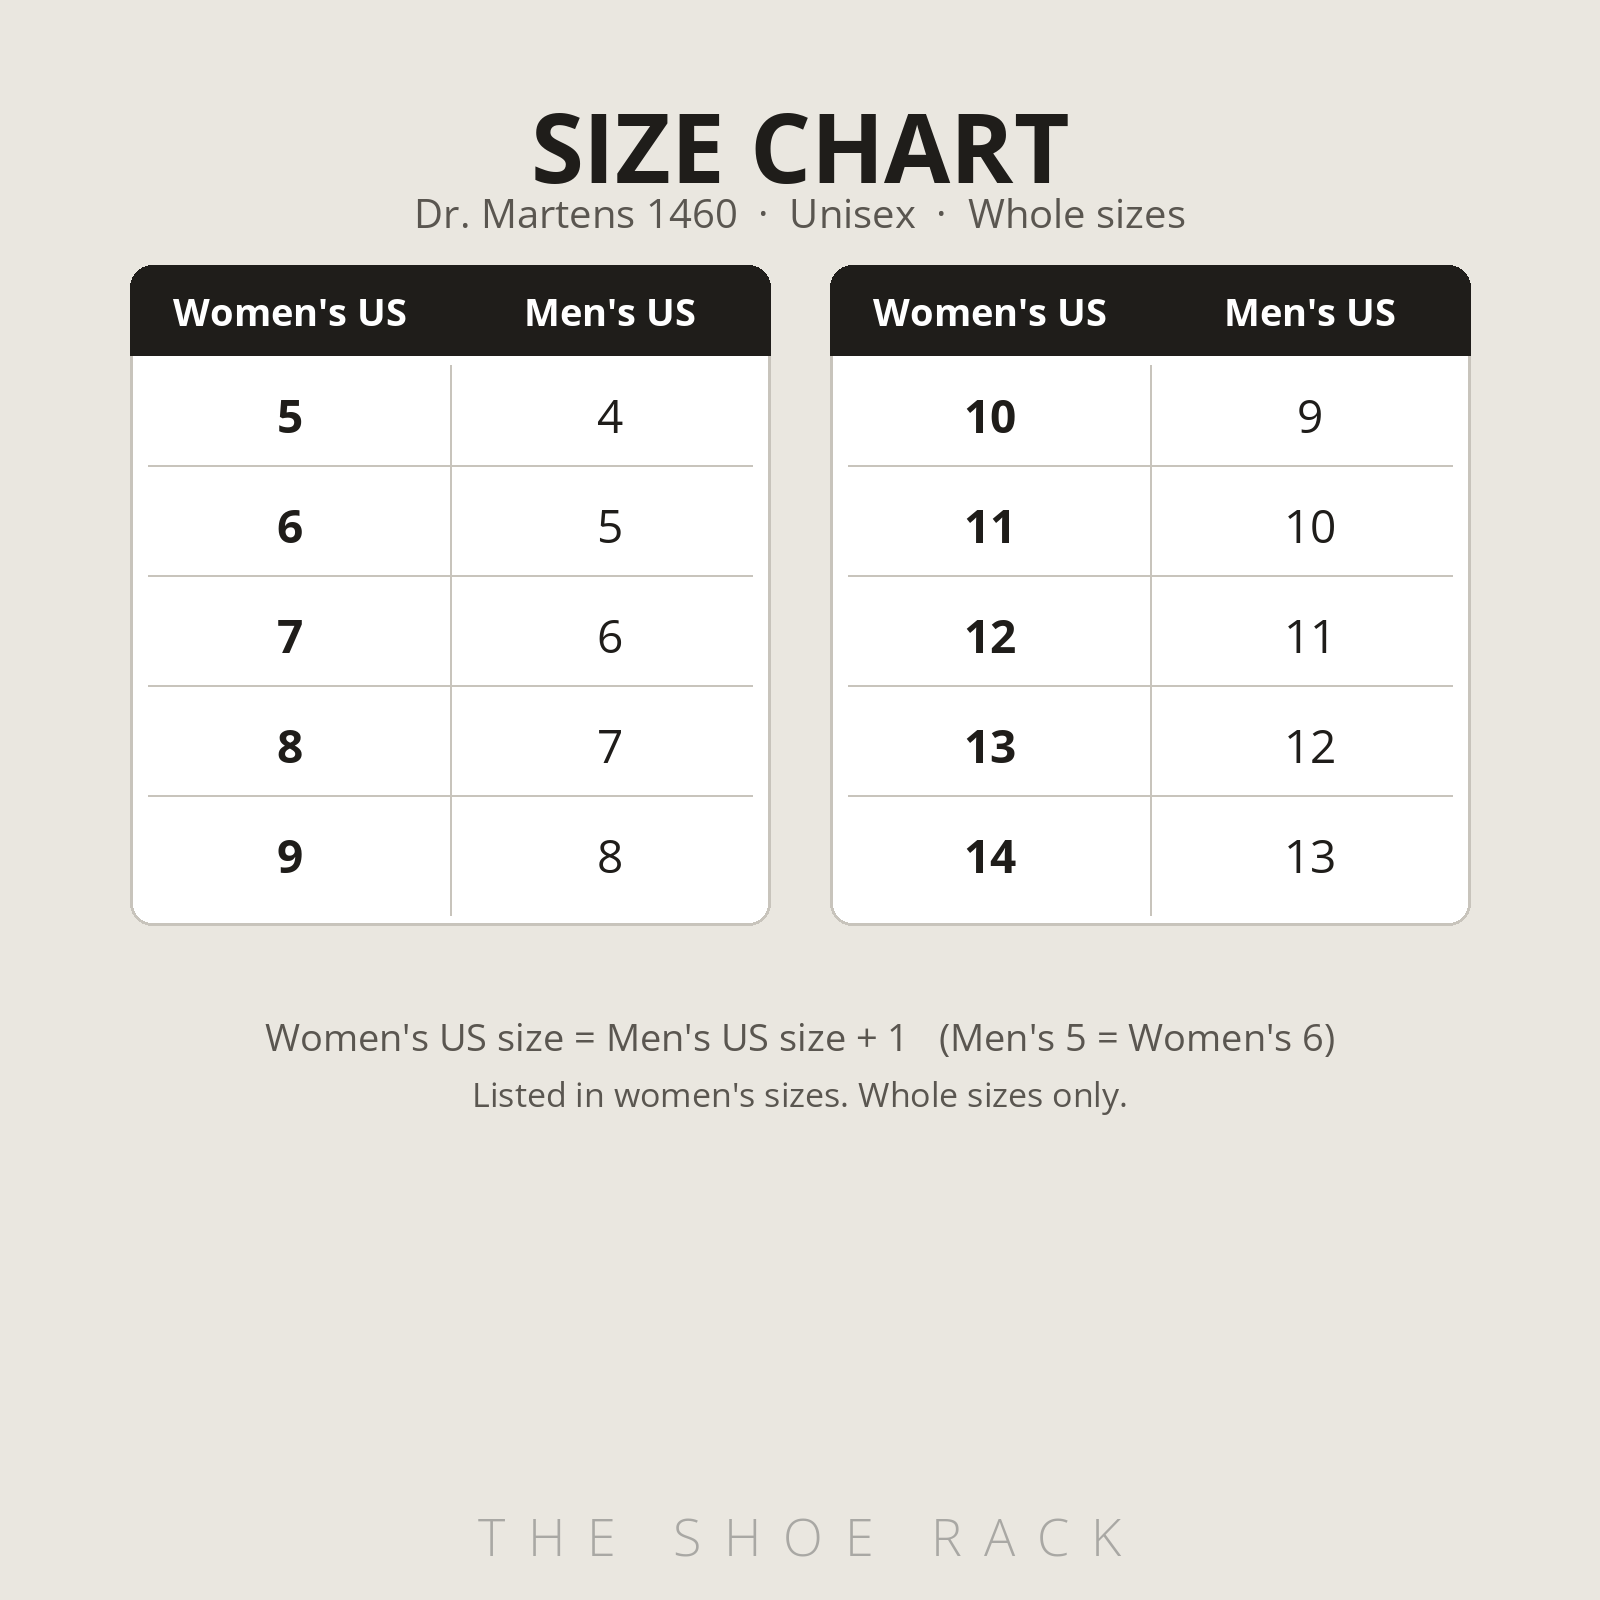 SIZE CHART
Dr. Martens 1460 · Unisex · Whole sizes
Women's US Men's US
5 4
6 5
7 6
8 7
9 8
Women's US Men's US
10 9
11 10
12 11
13 12
14 13
Women's US size = Men's US size + 1 (Men's 5 = Women's 6)
Listed in women's sizes. Whole sizes only.
THE SHOE RACK